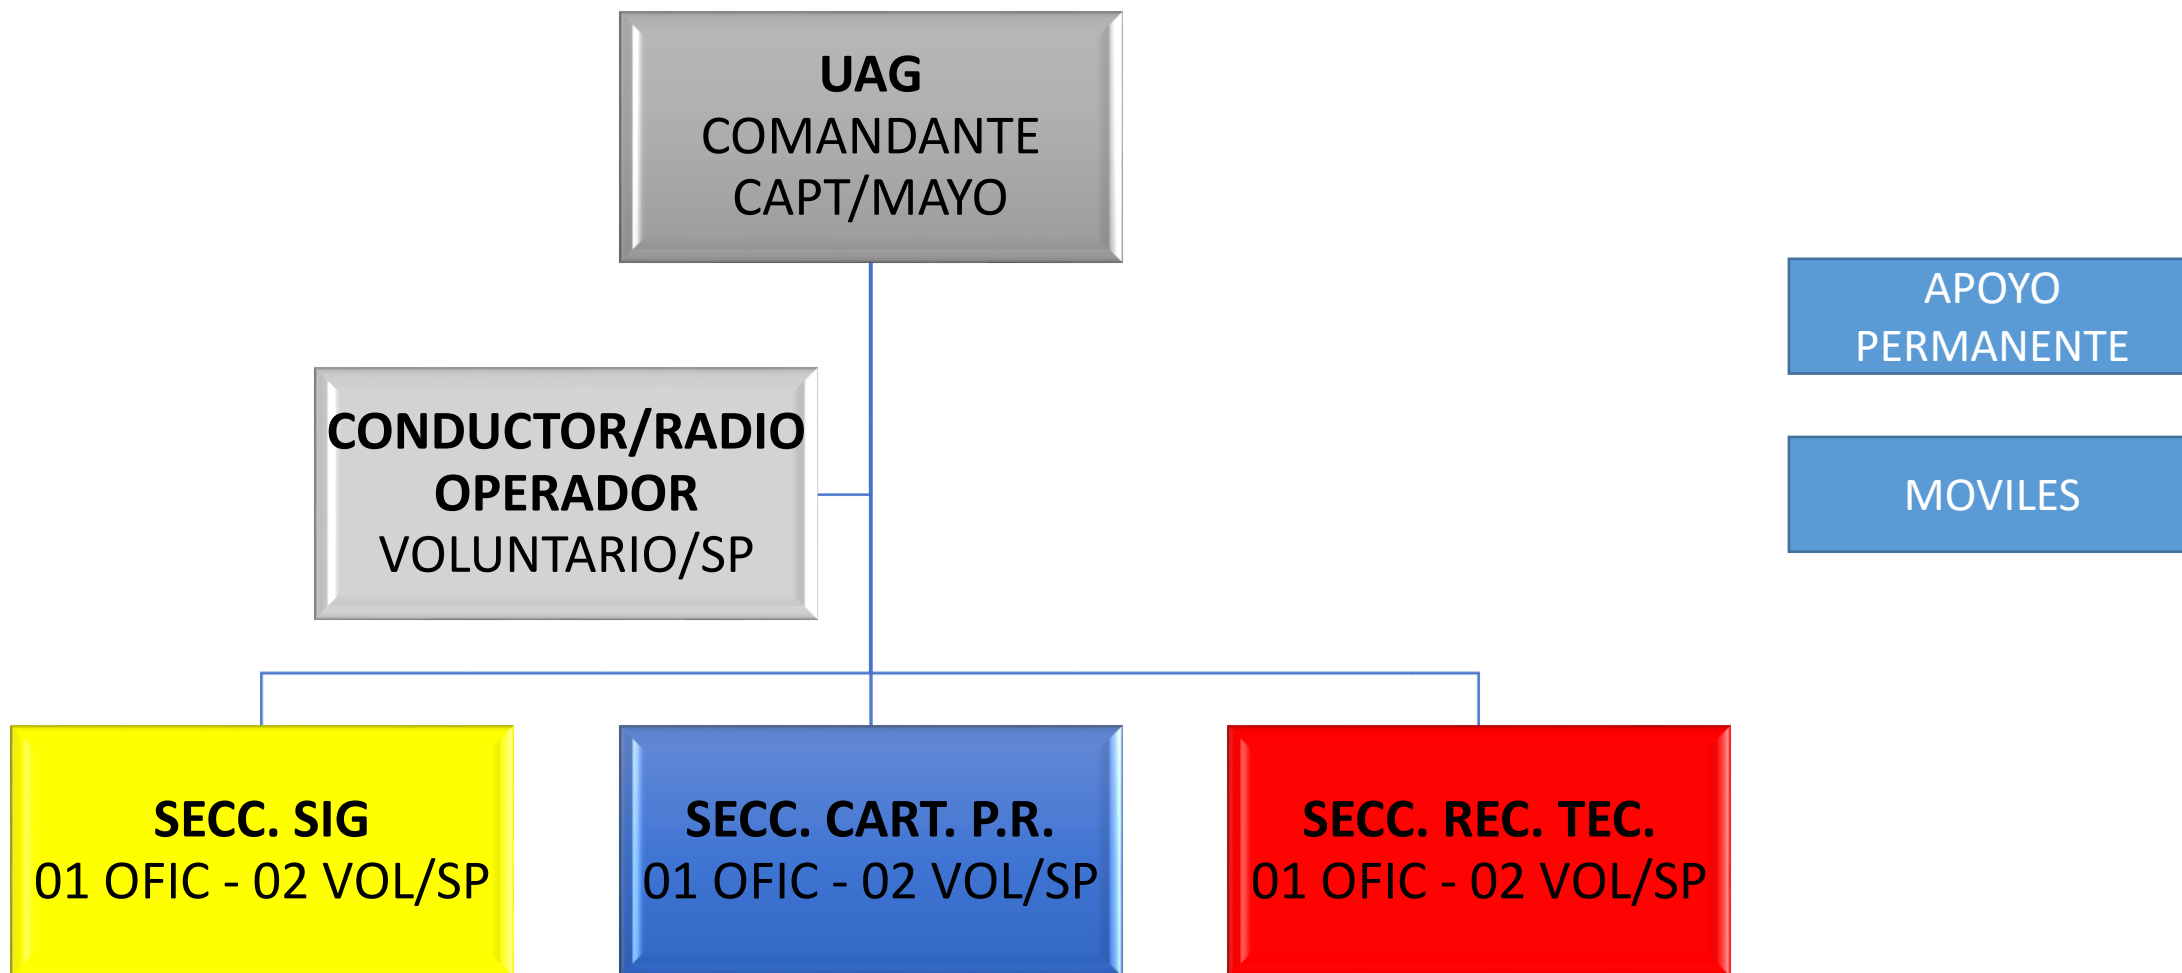 UAG
COMANDANTE
CAPT/MAYO
APOYO
PERMANENTE
CONDUCTOR/RADIO
OPERADOR
VOLUNTARIO/SP
MOVILES
SECC. SIG
01 OFIC - 02 VOL/SP
SECC. CART. P.R.
01 OFIC - 02 VOL/SP
SECC. REC. TEC.
01 OFIC - 02 VOL/SP